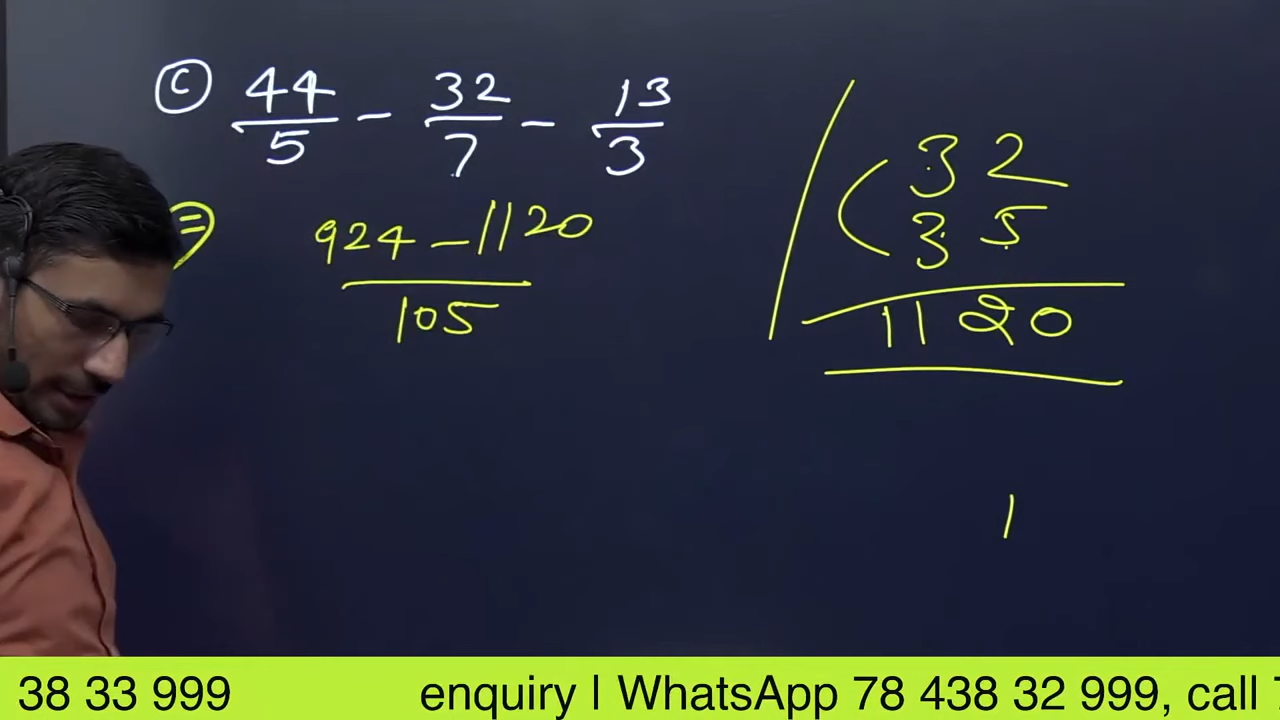 (C) 44/5 - 32/7 - 13/3
= 924 - 1120 / 105
32
35
1120
1
38 33 999 enquiry | WhatsApp 78 438 32 999, call